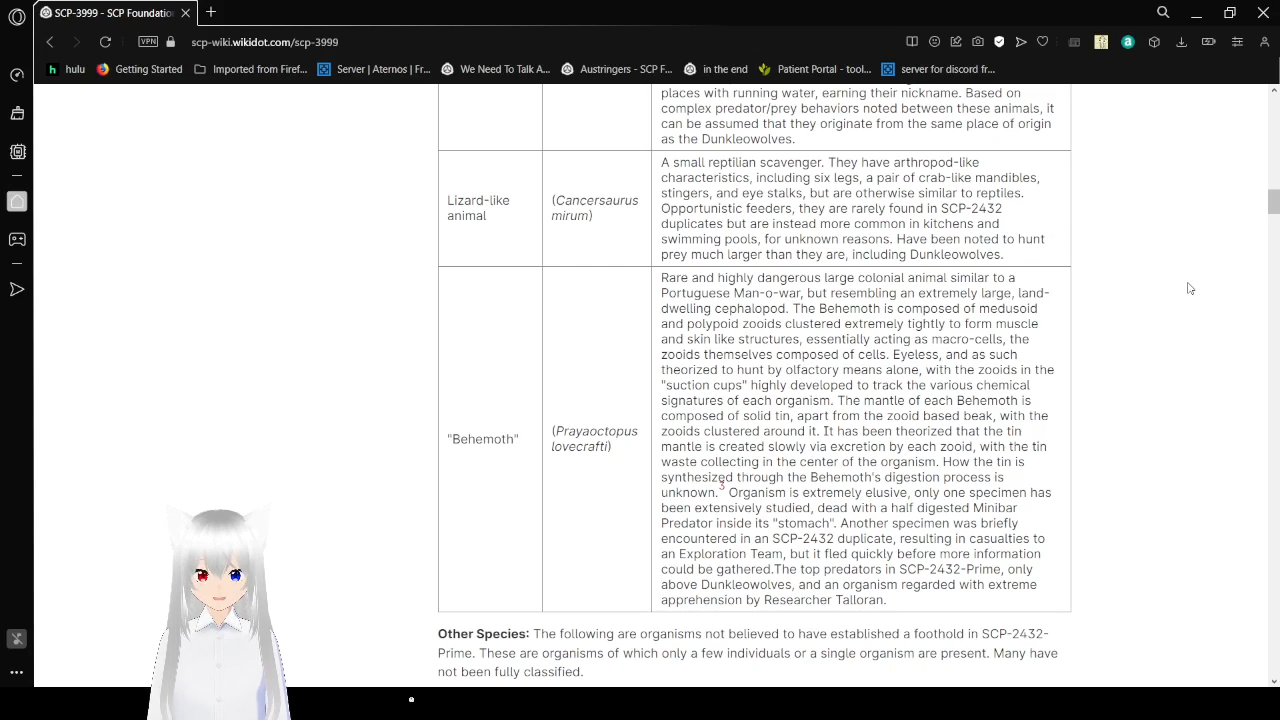 SCP-3999 - SCP Foundation
VPN
scp-wiki.wikidot.com/scp-3999
hulu
Getting Started
Imported from Firef...
Server | Aternos | Fr...
We Need To Talk A...
Austringers - SCP F...
in the end
Patient Portal - tool...
server for discord fr...
places with running water, earning their nickname. Based on
complex predator/prey behaviors noted between these animals, it
can be assumed that they originate from the same place of origin
as the Dunkleowolves.
Lizard-like
animal
(Cancersaurus
mirum)
A small reptilian scavenger. They have arthropod-like
characteristics, including six legs, a pair of crab-like mandibles,
stingers, and eye stalks, but are otherwise similar to reptiles.
Opportunistic feeders, they are rarely found in SCP-2432
duplicates but are instead more common in kitchens and
swimming pools, for unknown reasons. Have been noted to hunt
prey much larger than they are, including Dunkleowolves.
"Behemoth"
(Prayaoctopus
lovecrafti)
Rare and highly dangerous large colonial animal similar to a
Portuguese Man-o-war, but resembling an extremely large, land-
dwelling cephalopod. The Behemoth is composed of medusoid
and polypoid zooids clustered extremely tightly to form muscle
and skin like structures, essentially acting as macro-cells, the
zooids themselves composed of cells. Eyeless, and as such
theorized to hunt by olfactory means alone, with the zooids in the
"suction cups" highly developed to track the various chemical
signatures of each organism. The mantle of each Behemoth is
composed of solid tin, apart from the zooid based beak, with the
zooids clustered around it. It has been theorized that the tin
mantle is created slowly via excretion by each zooid, with the tin
waste collecting in the center of the organism. How the tin is
synthesized through the Behemoth's digestion process is
unknown.3 Organism is extremely elusive, only one specimen has
been extensively studied, dead with a half digested Minibar
Predator inside its "stomach". Another specimen was briefly
encountered in an SCP-2432 duplicate, resulting in casualties to
an Exploration Team, but it fled quickly before more information
could be gathered.The top predators in SCP-2432-Prime, only
above Dunkleowolves, and an organism regarded with extreme
apprehension by Researcher Talloran.
Other Species: The following are organisms not believed to have established a foothold in SCP-2432-
Prime. These are organisms of which only a few individuals or a single organism are present. Many have
not been fully classified.